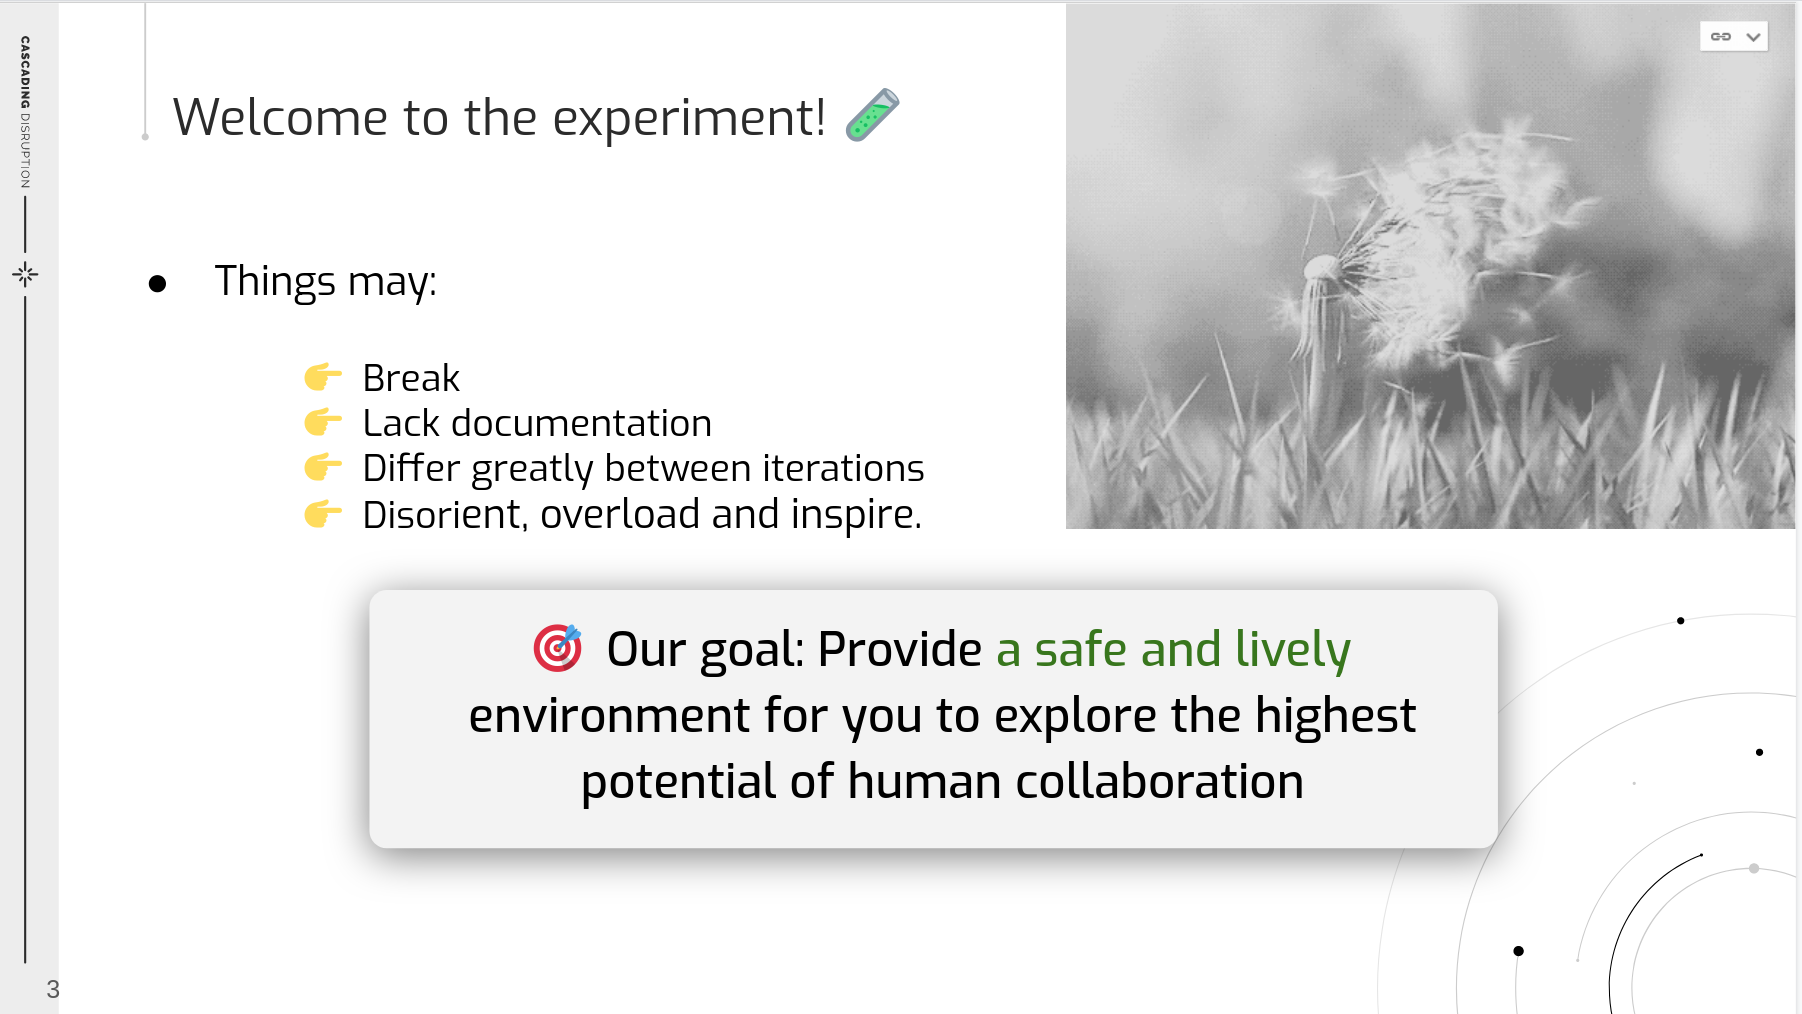 CASCADING DISRUPTION
Welcome to the experiment! 🧪
● Things may:
👉 Break
👉 Lack documentation
👉 Differ greatly between iterations
👉 Disorient, overload and inspire.
🎯 Our goal: Provide a safe and lively
environment for you to explore the highest
potential of human collaboration
3